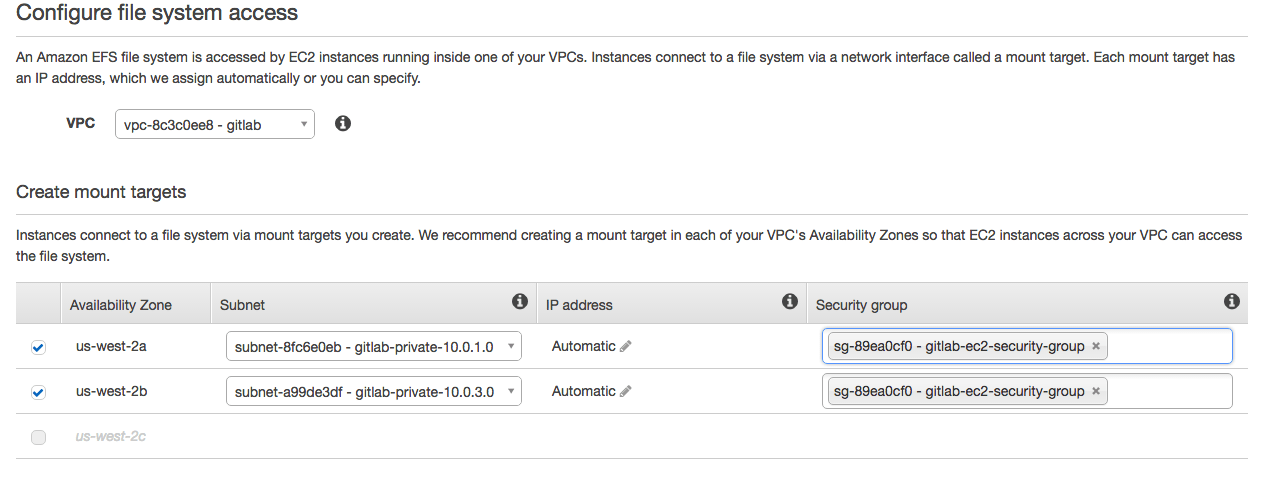 Configure file system access
An Amazon EFS file system is accessed by EC2 instances running inside one of your VPCs. Instances connect to a file system via a network interface called a mount target. Each mount target has
an IP address, which we assign automatically or you can specify.
VPC vpc-8c3c0ee8 - gitlab
Create mount targets
Instances connect to a file system via mount targets you create. We recommend creating a mount target in each of your VPC's Availability Zones so that EC2 instances across your VPC can access
the file system.
Availability Zone Subnet IP address Security group
us-west-2a subnet-8fc6e0eb - gitlab-private-10.0.1.0 Automatic sg-89ea0cf0 - gitlab-ec2-security-group ×
us-west-2b subnet-a99de3df - gitlab-private-10.0.3.0 Automatic sg-89ea0cf0 - gitlab-ec2-security-group ×
us-west-2c